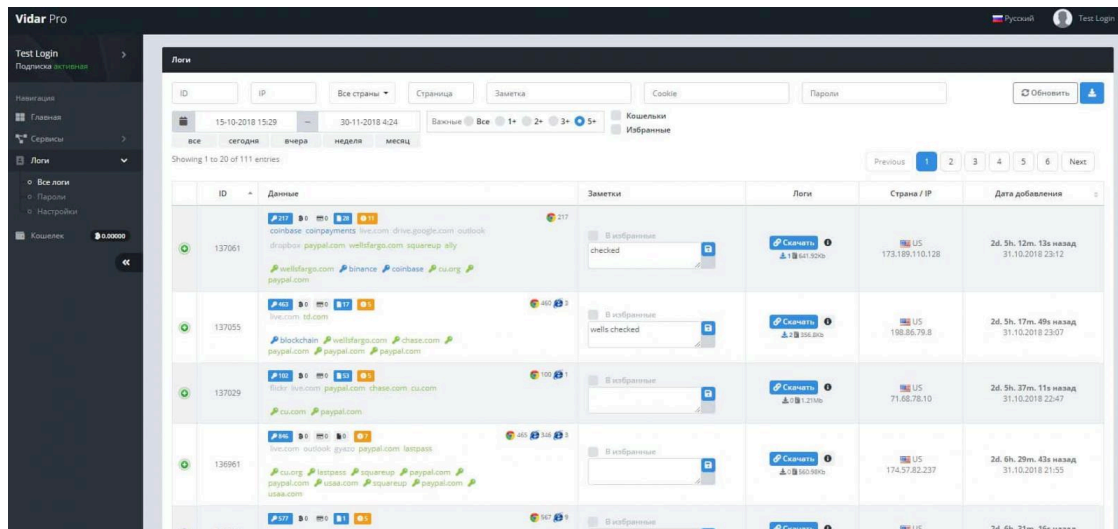 Vidar Pro
Русский
Test Login
Test Login
Подписка активная
Навигация
Главная
Сервисы
Логи
Все логи
Пароли
Настройки
Кошелек
0.00000
Логи
ID
IP
Все страны
Страница
Заметка
Cookie
Пароли
Обновить
15-10-2018 15:29 — 30-11-2018 4:24
Важные Все 1+ 2+ 3+ 5+
Кошельки
Избранные
все сегодня вчера неделя месяц
Showing 1 to 20 of 111 entries
Previous 1 2 3 4 5 6 Next
ID Данные Заметки Логи Страна / IP Дата добавления
137061
217 0 0 28 11
217
coinbase coinpayments live.com drive.google.com outlook
dropbox paypal.com wellsfargo.com squareup ally
wellsfargo.com binance coinbase cu.org
paypal.com
В избранные
checked
Скачать
1 641.92Kb
US
173.189.110.128
2d. 5h. 12m. 13s назад
31.10.2018 23:12
137055
463 0 0 17 5
460 3
live.com td.com
blockchain wellsfargo.com chase.com
paypal.com paypal.com paypal.com
В избранные
wells checked
Скачать
2 356.8Kb
US
198.86.79.8
2d. 5h. 17m. 49s назад
31.10.2018 23:07
137029
102 0 0 53 5
100 1
flickr live.com paypal.com chase.com cu.com
cu.com paypal.com
В избранные
Скачать
0 1.21Mb
US
71.68.78.10
2d. 5h. 37m. 11s назад
31.10.2018 22:47
136961
846 0 0 0 7
465 348 3
live.com outlook gyazo paypal.com lastpass
cu.org lastpass squareup paypal.com
paypal.com usaa.com squareup paypal.com
usaa.com
В избранные
Скачать
0 560.98Kb
US
174.57.82.237
2d. 6h. 29m. 43s назад
31.10.2018 21:55
577 0 0 1 5
567 9
В избранные
Скачать
US